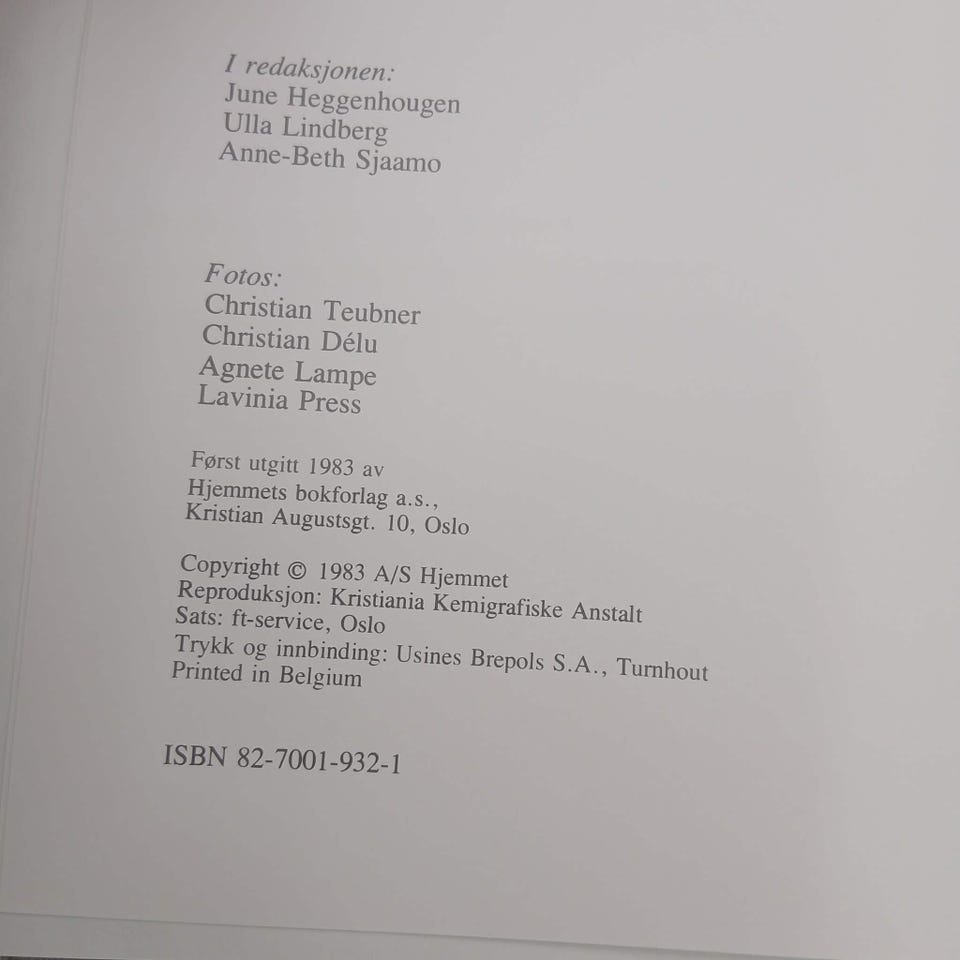 I redaksjonen:
June Heggenhougen
Ulla Lindberg
Anne-Beth Sjaamo
Fotos:
Christian Teubner
Christian Délu
Agnete Lampe
Lavinia Press
Først utgitt 1983 av
Hjemmets bokforlag a.s.,
Kristian Augustsgt. 10, Oslo
Copyright © 1983 A/S Hjemmet
Reproduksjon: Kristiania Kemigrafiske Anstalt
Sats: ft-service, Oslo
Trykk og innbinding: Usines Brepols S.A., Turnhout
Printed in Belgium
ISBN 82-7001-932-1